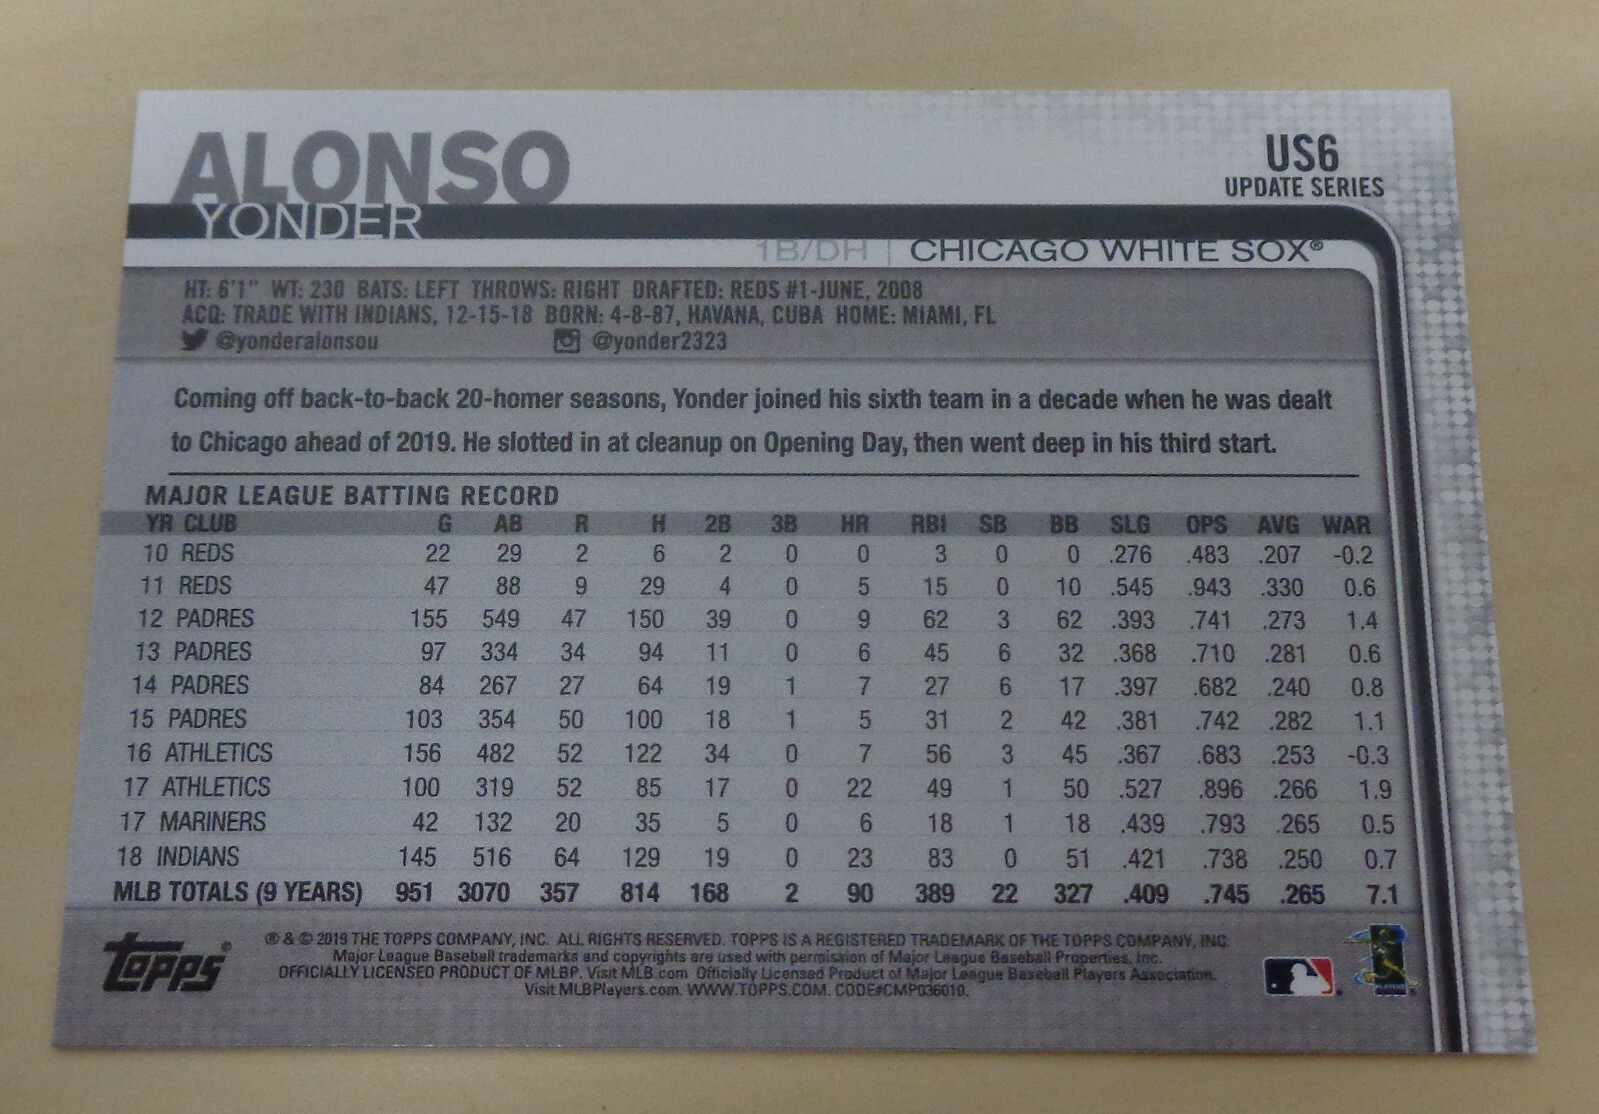 ALONSO
YONDER
US6
UPDATE SERIES
1B/DH | CHICAGO WHITE SOX®
HT: 6'1" WT: 230 BATS: LEFT THROWS: RIGHT DRAFTED: REDS #1-JUNE, 2008
ACQ: TRADE WITH INDIANS, 12-15-18 BORN: 4-8-87, HAVANA, CUBA HOME: MIAMI, FL
@yonderalonsou @yonder2323
Coming off back-to-back 20-homer seasons, Yonder joined his sixth team in a decade when he was dealt
to Chicago ahead of 2019. He slotted in at cleanup on Opening Day, then went deep in his third start.
MAJOR LEAGUE BATTING RECORD
YR CLUB G AB R H 2B 3B HR RBI SB BB SLG OPS AVG WAR
10 REDS 22 29 2 6 2 0 0 3 0 0 .276 .483 .207 -0.2
11 REDS 47 88 9 29 4 0 5 15 0 10 .545 .943 .330 0.6
12 PADRES 155 549 47 150 39 0 9 62 3 62 .393 .741 .273 1.4
13 PADRES 97 334 34 94 11 0 6 45 6 32 .368 .710 .281 0.6
14 PADRES 84 267 27 64 19 1 7 27 6 17 .397 .682 .240 0.8
15 PADRES 103 354 50 100 18 1 5 31 2 42 .381 .742 .282 1.1
16 ATHLETICS 156 482 52 122 34 0 7 56 3 45 .367 .683 .253 -0.3
17 ATHLETICS 100 319 52 85 17 0 22 49 1 50 .527 .896 .266 1.9
17 MARINERS 42 132 20 35 5 0 6 18 1 18 .439 .793 .265 0.5
18 INDIANS 145 516 64 129 19 0 23 83 0 51 .421 .738 .250 0.7
MLB TOTALS (9 YEARS) 951 3070 357 814 168 2 90 389 22 327 .409 .745 .265 7.1
topps®
® & © 2019 THE TOPPS COMPANY, INC. ALL RIGHTS RESERVED. TOPPS IS A REGISTERED TRADEMARK OF THE TOPPS COMPANY, INC.
Major League Baseball trademarks and copyrights are used with permission of Major League Baseball Properties, Inc.
OFFICIALLY LICENSED PRODUCT OF MLBP. Visit MLB.com Officially Licensed Product of Major League Baseball Players Association.
Visit MLBPlayers.com. WWW.TOPPS.COM. CODE#CMP036010.
PLAYERS